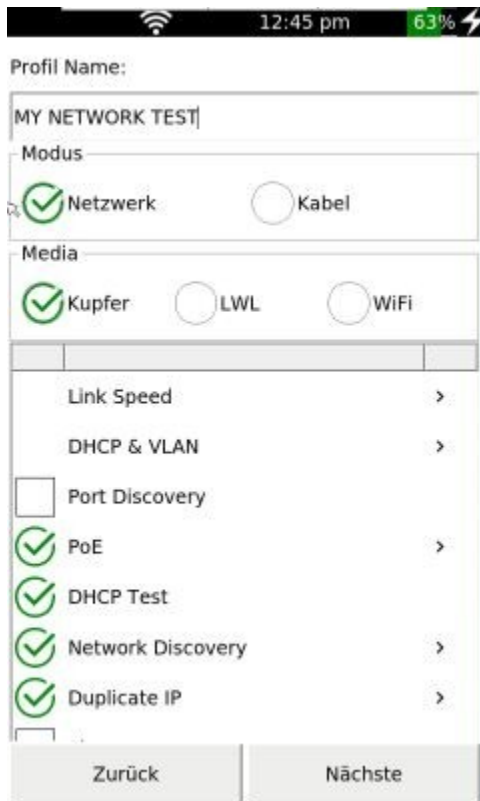 12:45 pm 63%
Profil Name:
MY NETWORK TEST
Modus
Netzwerk Kabel
Media
Kupfer LWL WiFi
Link Speed >
DHCP & VLAN >
Port Discovery
PoE >
DHCP Test
Network Discovery >
Duplicate IP >
Zurück Nächste